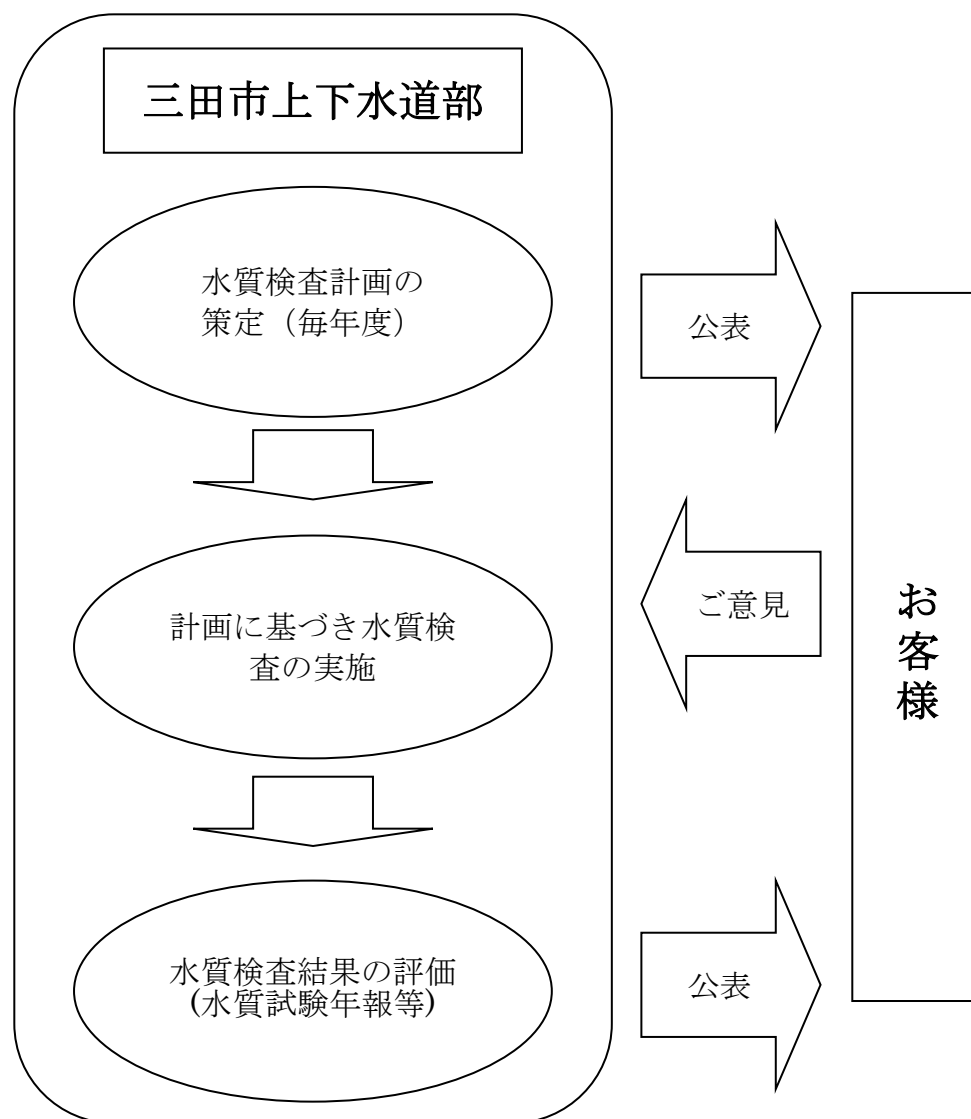 三田市上下水道部
水質検査計画の
策定（毎年度）
公表
計画に基づき水質検
査の実施
ご意見
水質検査結果の評価
(水質試験年報等)
公表
お客様